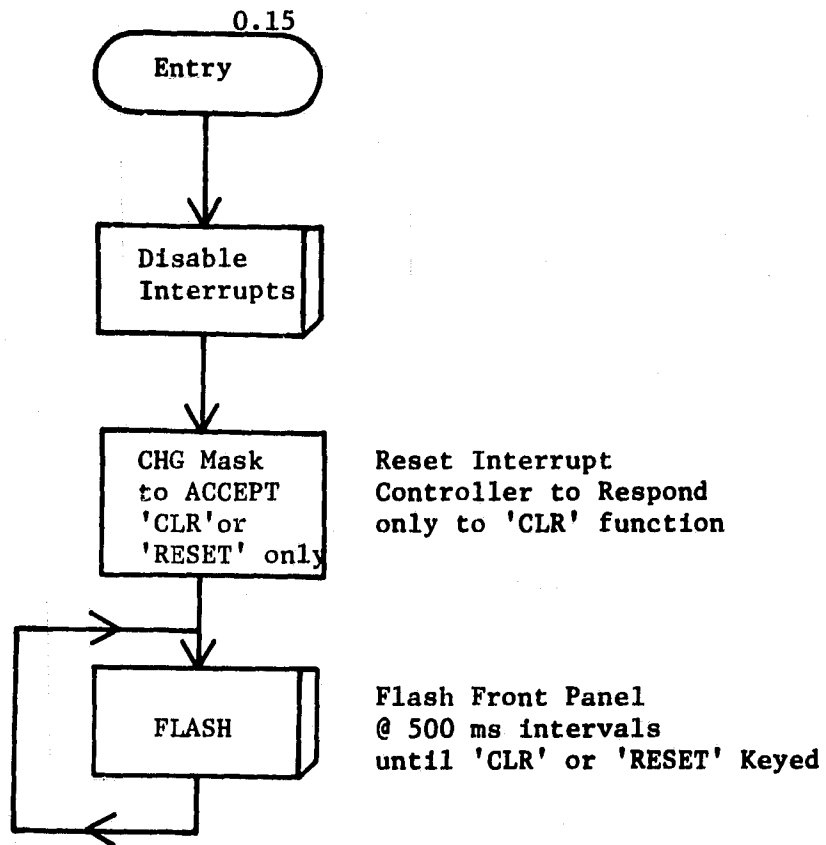 0.15
Entry
Disable
Interrupts
CHG Mask
to ACCEPT
'CLR'or
'RESET' only
Reset Interrupt
Controller to Respond
only to 'CLR' function
FLASH
Flash Front Panel
@ 500 ms intervals
until 'CLR' or 'RESET' Keyed